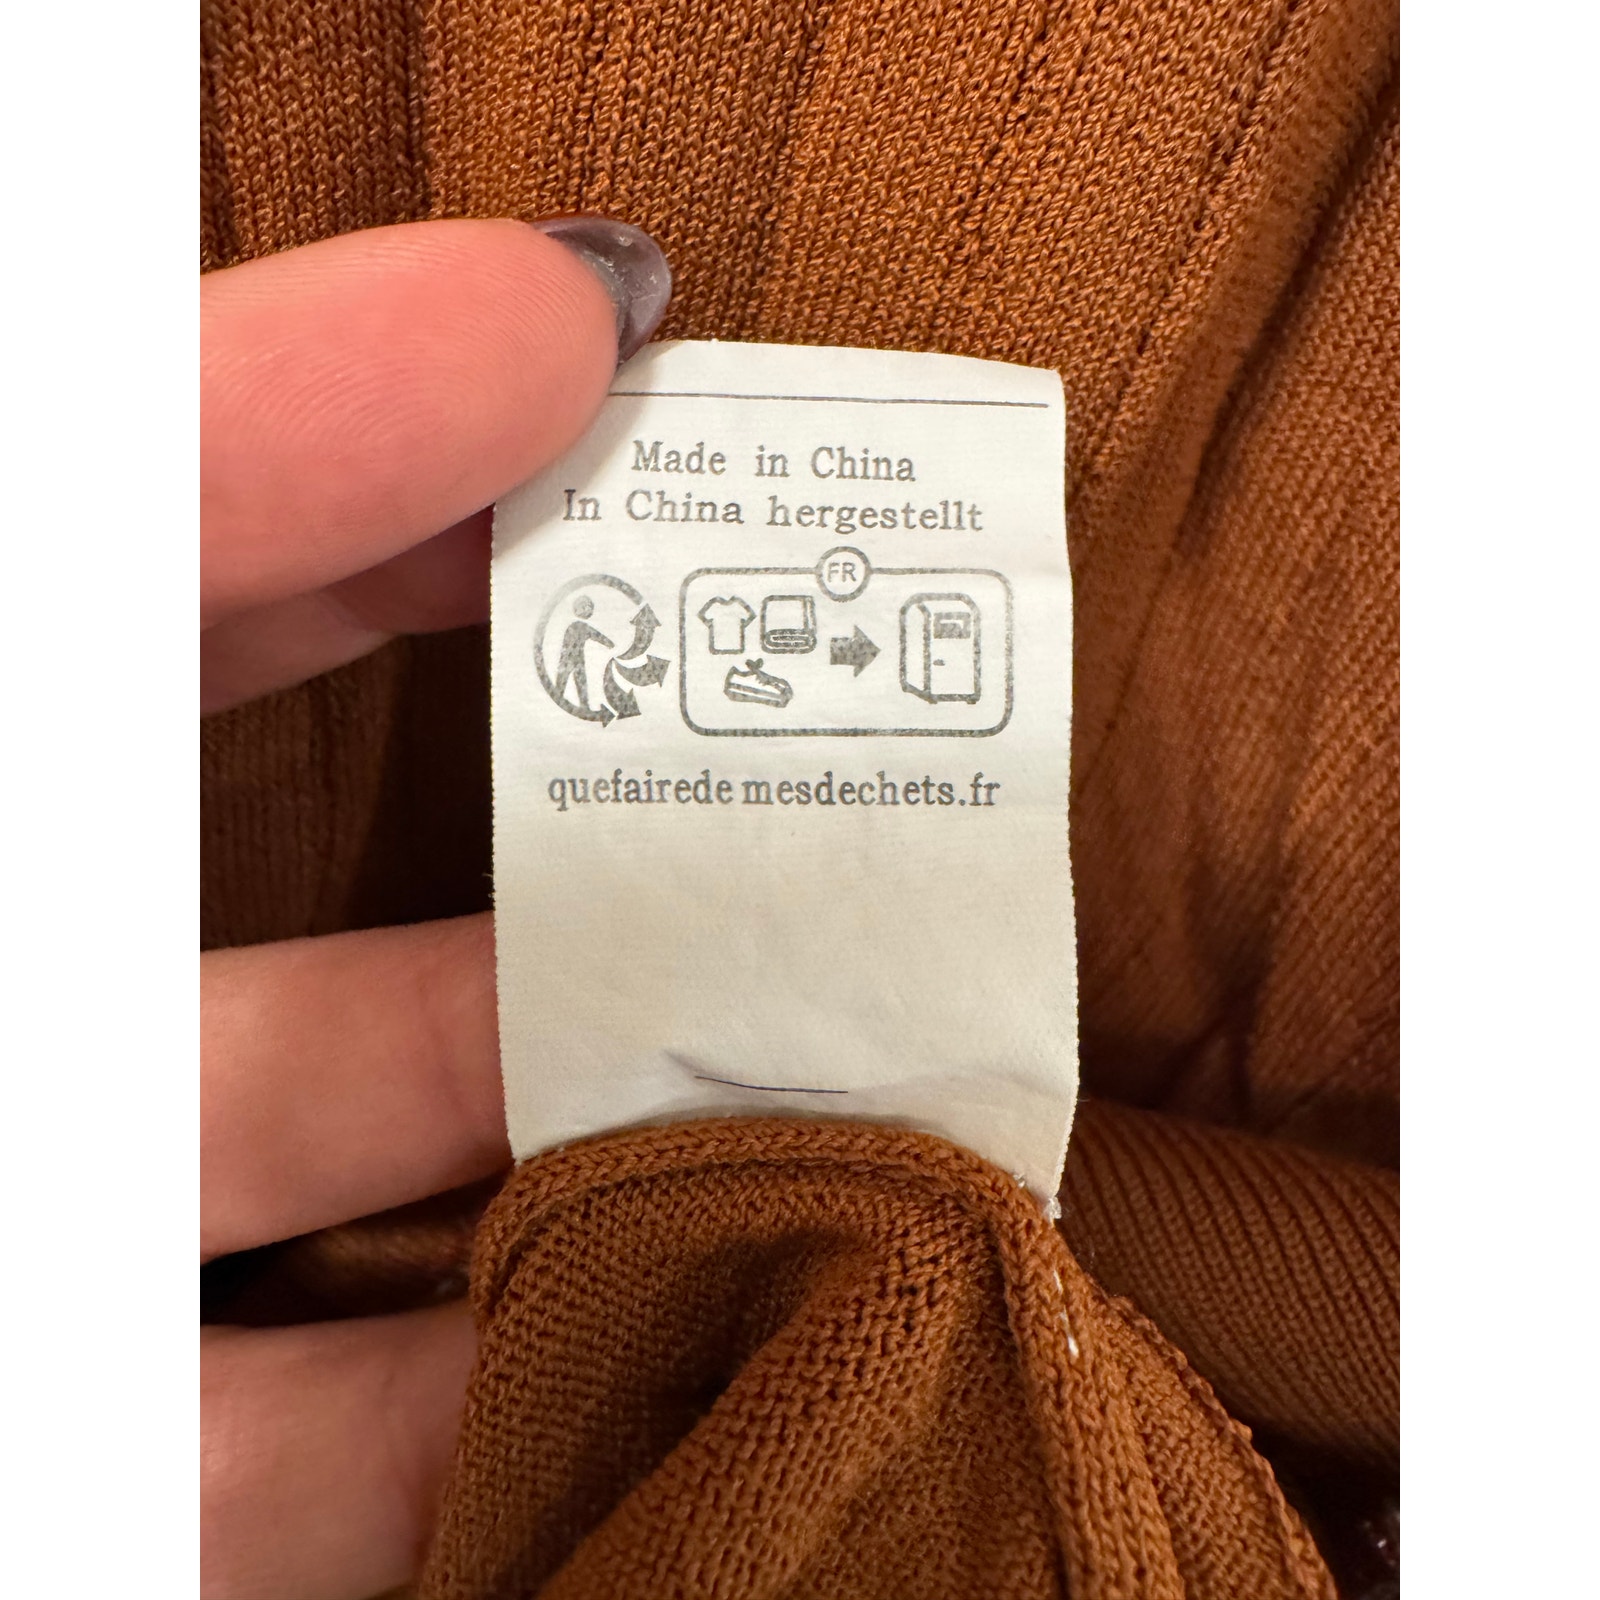 Made in China
In China hergestellt
FR
quefairedemesdechets.fr